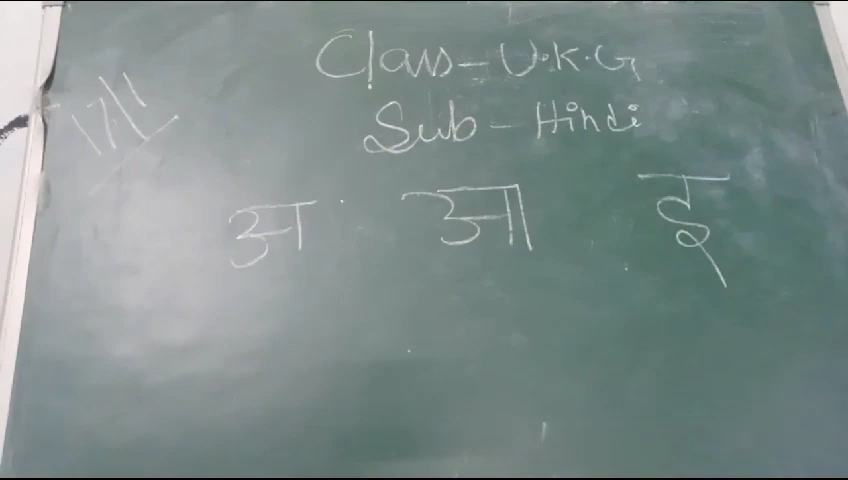 Class - U.K.G
Sub - Hindi
अ आ इ